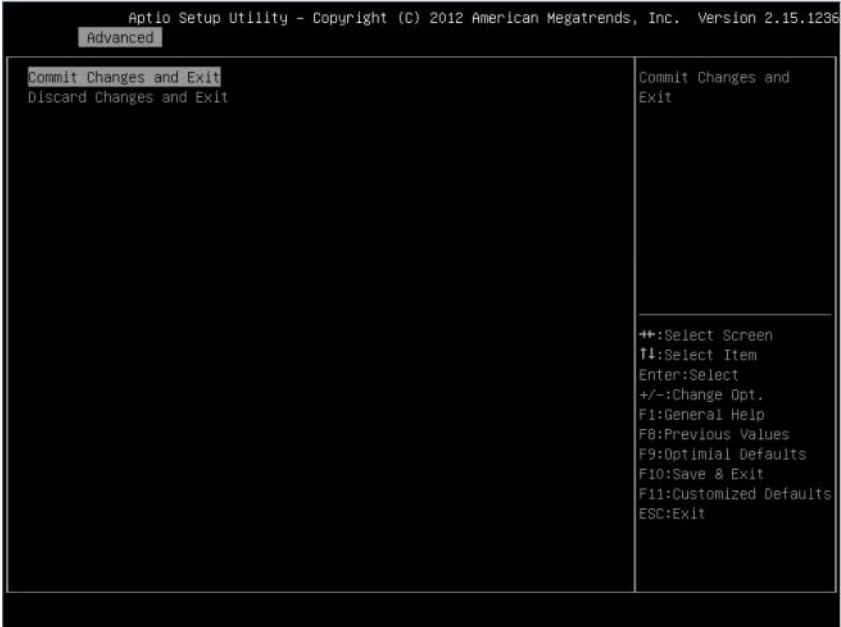 Aptio Setup Utility – Copyright (C) 2012 American Megatrends, Inc. Version 2.15.1236
Advanced
Commit Changes and Exit
Discard Changes and Exit
Commit Changes and
Exit
→←:Select Screen
↑↓:Select Item
Enter:Select
+/-:Change Opt.
F1:General Help
F8:Previous Values
F9:Optimial Defaults
F10:Save & Exit
F11:Customized Defaults
ESC:Exit